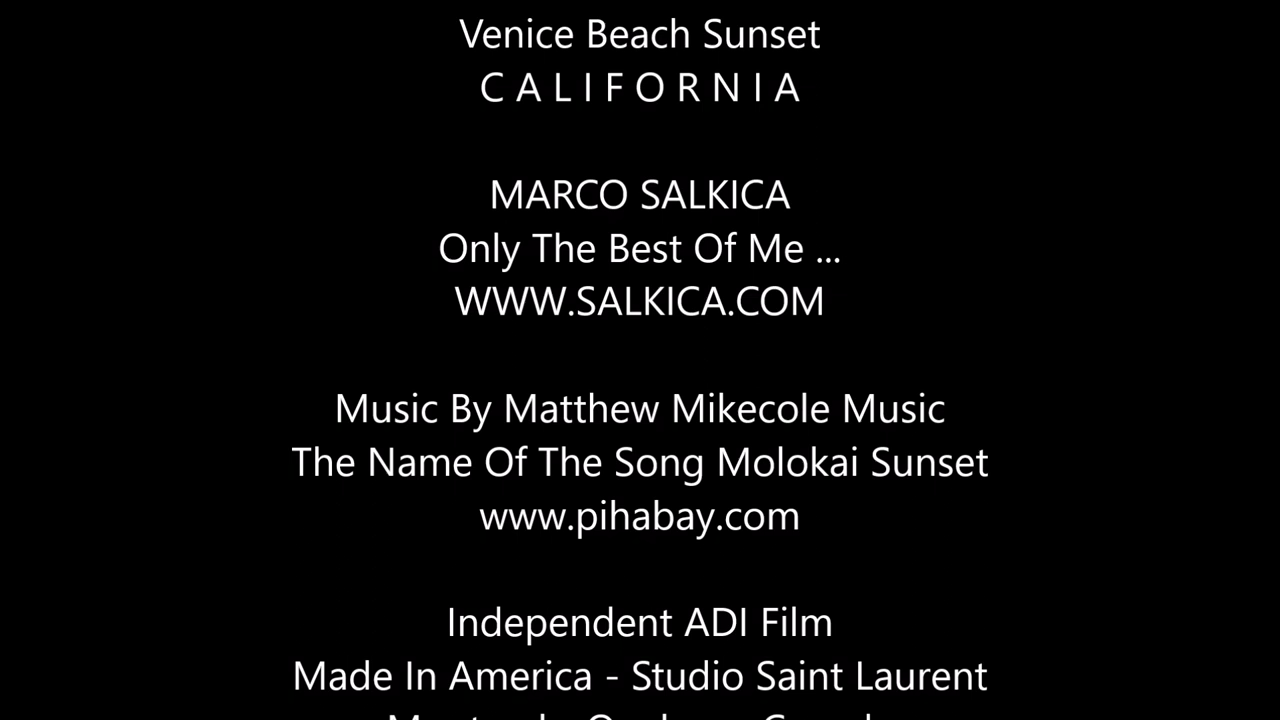 Venice Beach Sunset
C A L I F O R N I A
MARCO SALKICA
Only The Best Of Me ...
WWW.SALKICA.COM
Music By Matthew Mikecole Music
The Name Of The Song Molokai Sunset
www.pihabay.com
Independent ADI Film
Made In America - Studio Saint Laurent